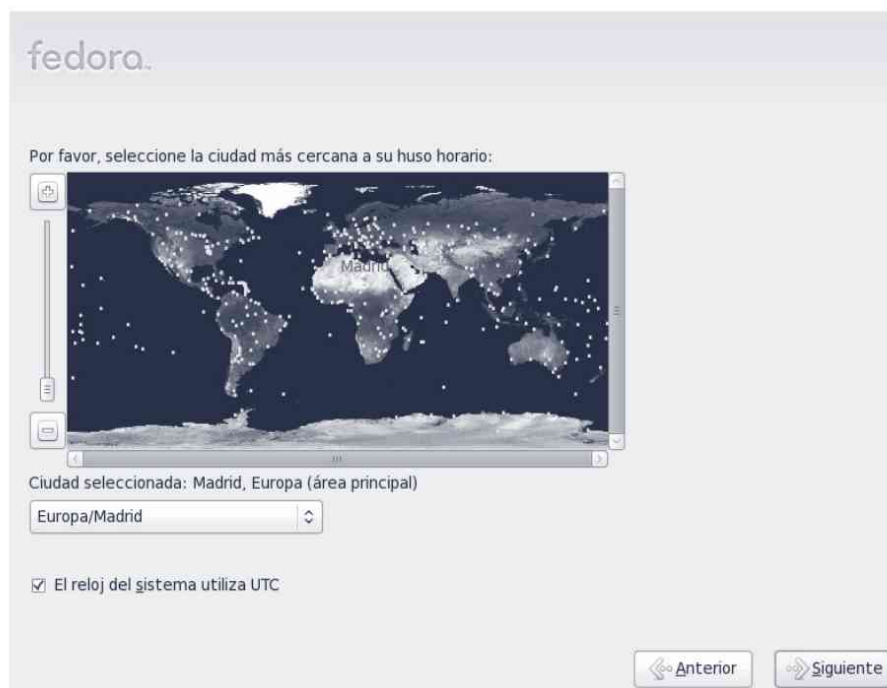 fedora™
Por favor, seleccione la ciudad más cercana a su huso horario:
Madrid
Ciudad seleccionada: Madrid, Europa (área principal)
Europa/Madrid
El reloj del sistema utiliza UTC
Anterior
Siguiente